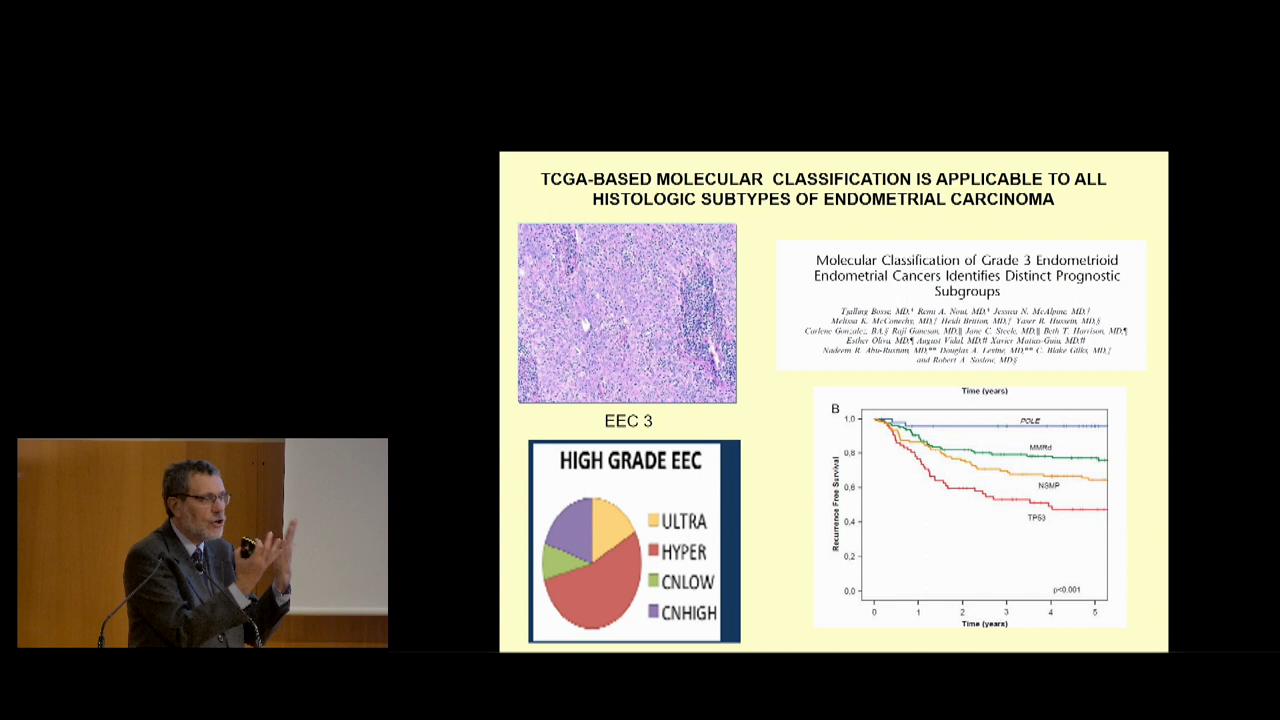 TCGA-BASED MOLECULAR CLASSIFICATION IS APPLICABLE TO ALL
HISTOLOGIC SUBTYPES OF ENDOMETRIAL CARCINOMA
EEC 3
HIGH GRADE EEC
ULTRA
HYPER
CNLOW
CNHIGH
Molecular Classification of Grade 3 Endometrioid
Endometrial Cancers Identifies Distinct Prognostic
Subgroups
Tjalling Bosse, MD,* Remi A. Nout, MD,* Jessica N. McAlpine, MD,†
Melissa K. McConechy, MD,† Heidi Britton, MD,† Yaser R. Hussein, MD,§
Carlene Gonzalez, BA,§ Raji Ganesan, MD,‖ Jane C. Steele, MD,‖ Beth T. Harrison, MD,¶
Esther Oliva, MD,¶ August Vidal, MD,# Xavier Matias-Guiu, MD,#
Nadeem R. Abu-Rustum, MD,** Douglas A. Levine, MD,** C. Blake Gilks, MD,†
and Robert A. Soslow, MD§
Time (years)
B
Recurrence Free Survival
1,0
0,8
0,6
0,4
0,2
0,0
POLE
MMRd
NSMP
TP53
p<0.001
0 1 2 3 4 5
Time (years)